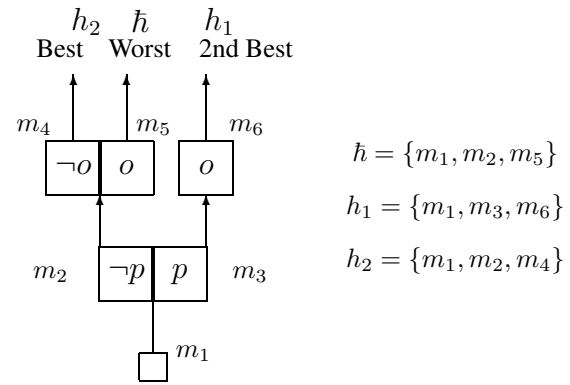 h₂ ħ h₁
Best Worst 2nd Best
m₄ m₅ m₆
¬o o o
ħ = {m₁, m₂, m₅}
h₁ = {m₁, m₃, m₆}
h₂ = {m₁, m₂, m₄}
m₂ ¬p p m₃
m₁